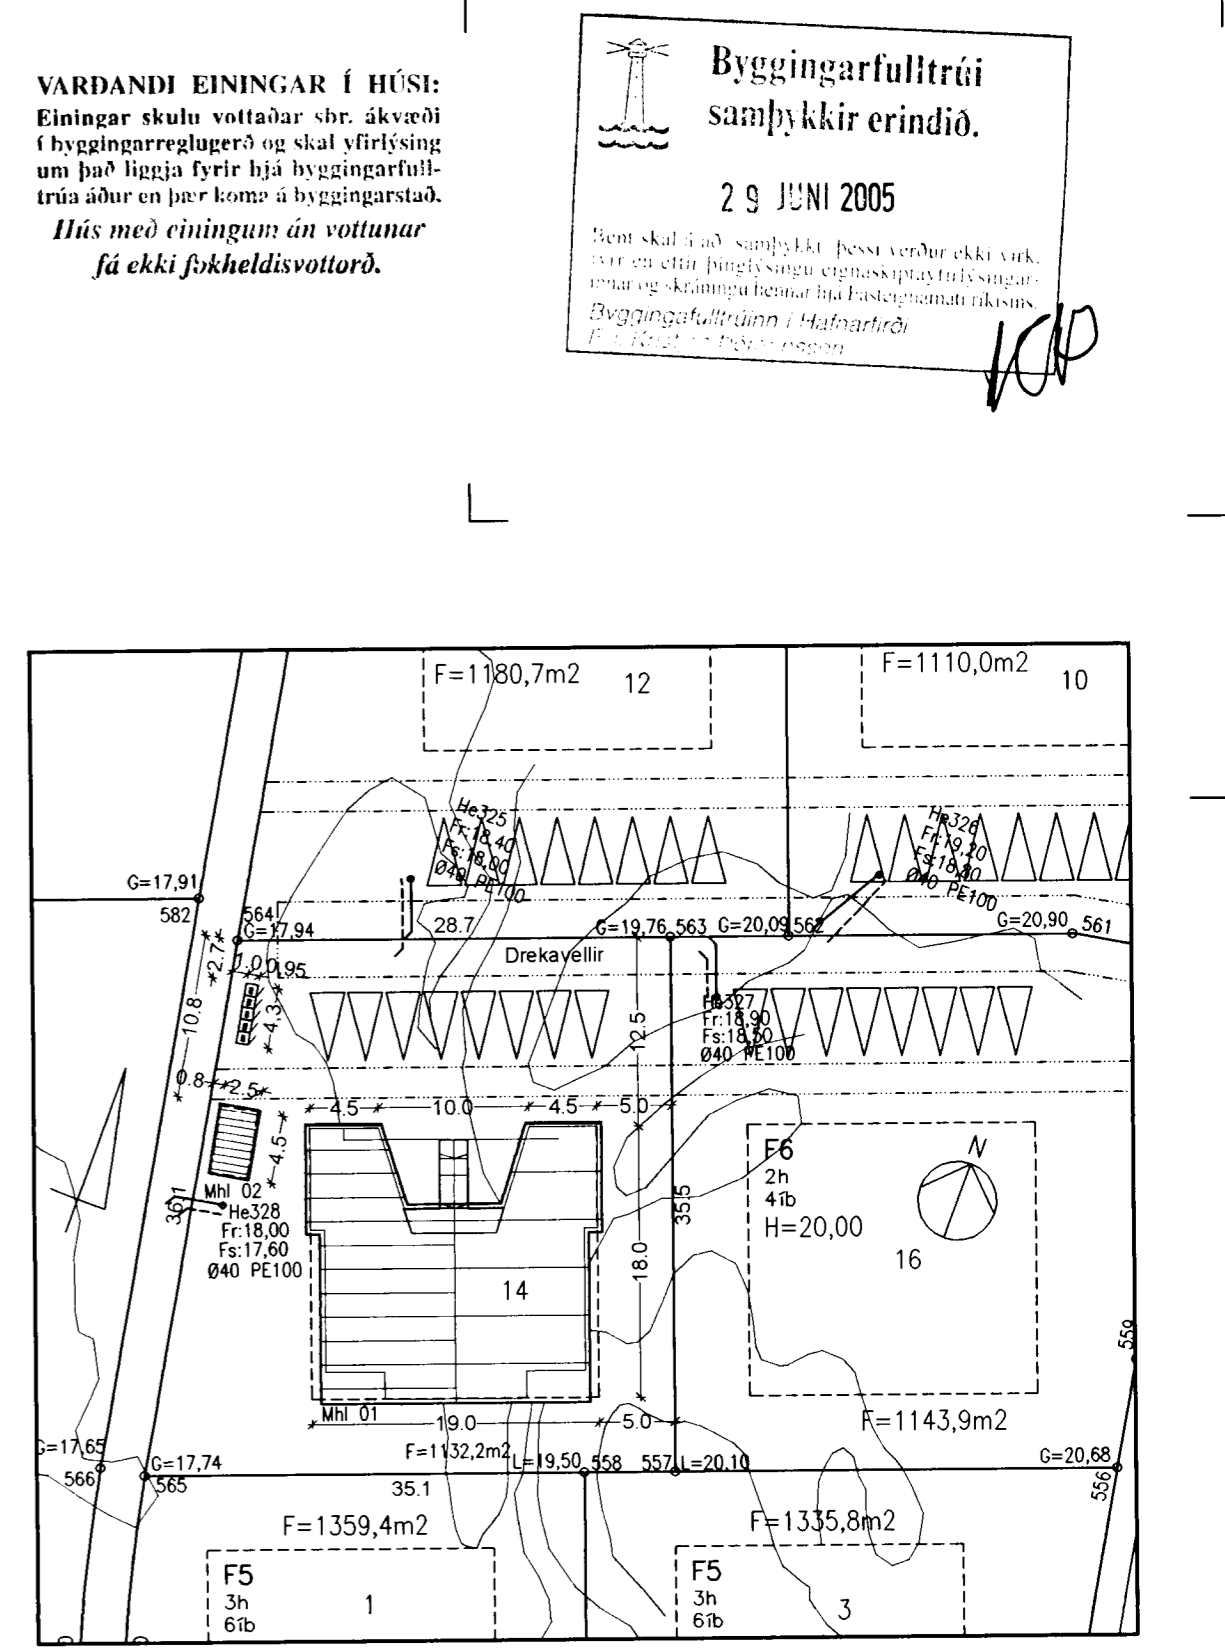 VARÐANDI EININGAR Í HÚSI:
Einingar skulu vottaðar sbr. ákvæði
í byggingarreglugerð og skal yfirlýsing
um það liggja fyrir hjá byggingarfull-
trúa áður en þær koma á byggingarstað.
Hús með einingum án vottunar
fá ekki fokheldisvottorð.
Byggingarfulltrúi
samþykkir erindið.
29 JUNI 2005
Bent skal á að samþykkt þessi verður ekki virk.
fyrr en eftir þinglýsingu eignaskiptayfirlýsingar-
innar og skráningu hennar hjá Fasteignamati ríkisins.
Byggingafulltrúinn í Hafnarfirði
F=1180,7m2
12
F=1110,0m2
10
He325
Fr:18,40
Fs:18,00
Ø40 PE100
He326
Fr:19,20
Fs:18,80
Ø40 PE100
G=17,91
582
564
G=17,94
28.7
G=19,76
563
G=20,09
562
G=20,90
561
Drekavellir
2.7
1.00
1.95
10.8
4.3
12.5
He327
Fr:18,90
Fs:18,50
Ø40 PE100
0.8
2.5
4.5
10.0
4.5
5.0
4.5
Mhl 02
36.1
He328
Fr:18,00
Fs:17,60
Ø40 PE100
14
18.0
35.5
F6
2h
4íb
H=20,00
N
16
559
Mhl 01
19.0
5.0
F=1143,9m2
G=17,65
566
G=17,74
565
F=1132,2m2
L=19,50
558
557
L=20,10
G=20,68
556
35.1
F=1359,4m2
F=1335,8m2
F5
3h
6íb
1
F5
3h
6íb
3